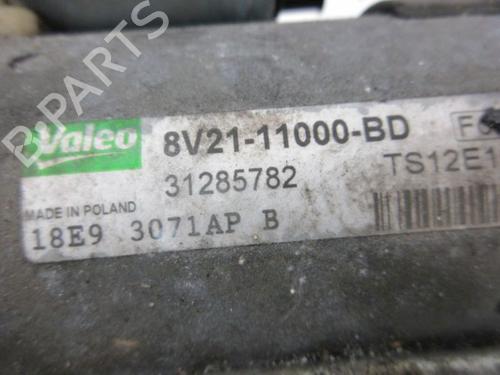 Valeo
8V21-11000-BD
31285782
TS12E1
MADE IN POLAND
18E9 3071AP B
B-PARTS